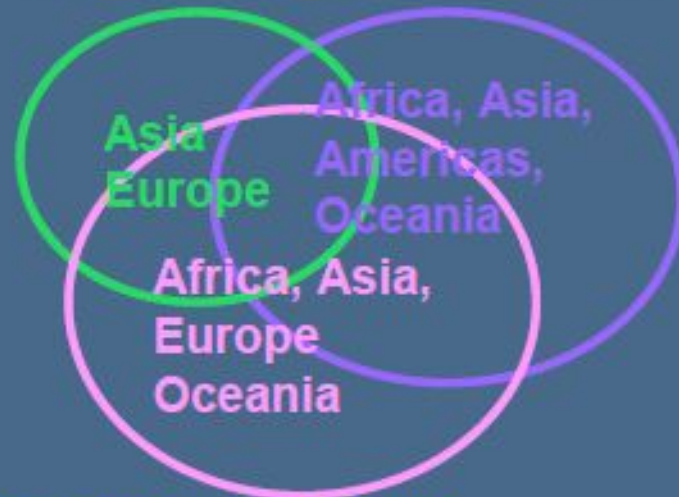 Asia
Europe
Africa, Asia,
Americas,
Oceania
Africa, Asia,
Europe
Oceania